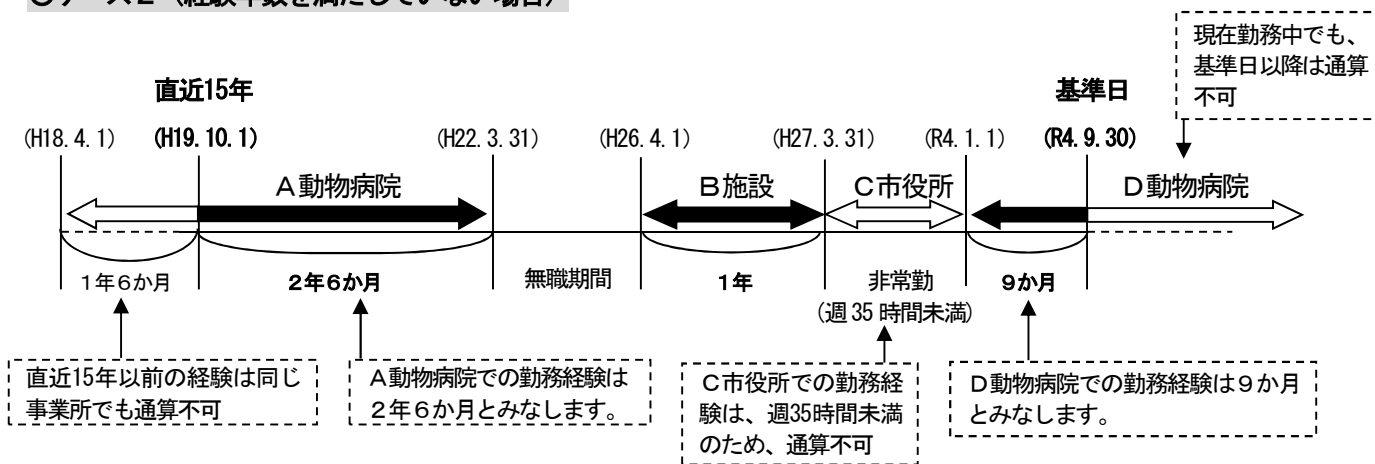 ○ケース２（経験年数を満たしていない場合）
現在勤務中でも、
基準日以降は通算
不可
直近15年
基準日
(H18.4.1)
(H19.10.1)
(H22.3.31)
(H26.4.1)
(H27.3.31)
(R4.1.1)
(R4.9.30)
Ａ動物病院
Ｂ施設
Ｃ市役所
Ｄ動物病院
１年６か月
２年６か月
無職期間
１年
非常勤
(週35時間未満)
９か月
直近15年以前の経験は同じ
事業所でも通算不可
Ａ動物病院での勤務経験は
２年６か月とみなします。
Ｃ市役所での勤務経
験は、週35時間未満
のため、通算不可
Ｄ動物病院での勤務経験は９か月
とみなします。